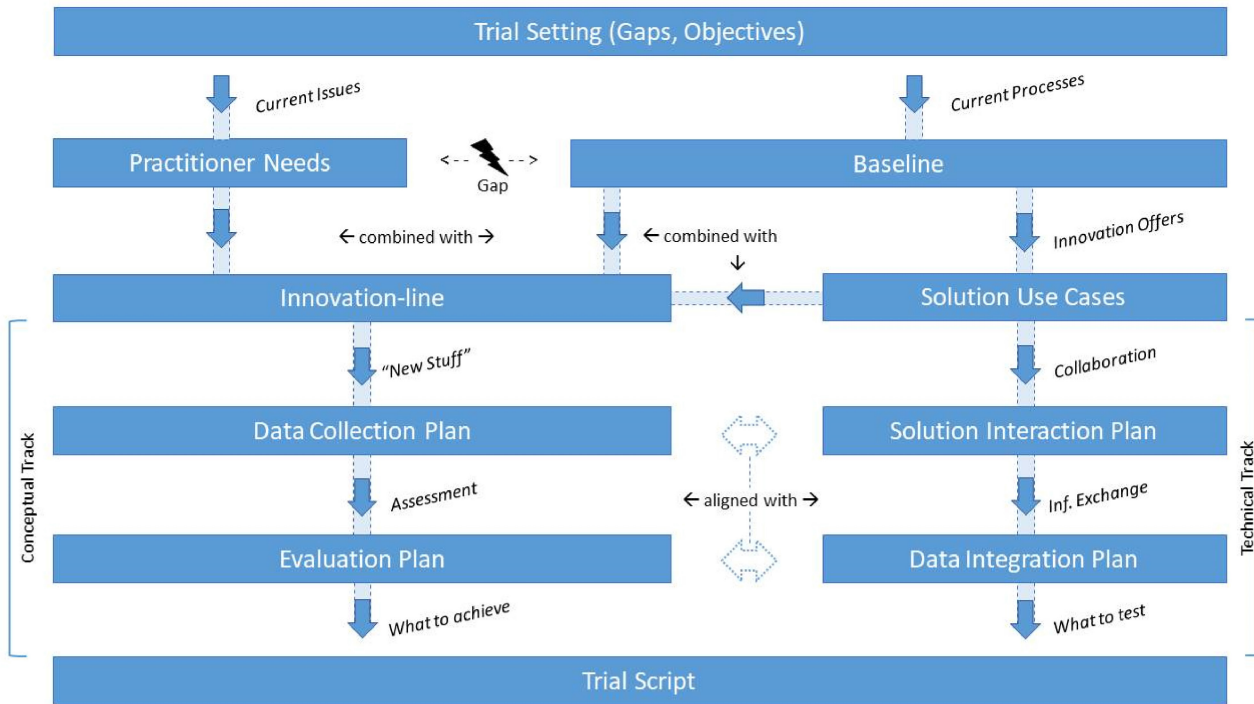 Trial Setting (Gaps, Objectives)
Current Issues
Current Processes
Practitioner Needs
Gap
Baseline
← combined with →
← combined with
↓
Innovation Offers
Innovation-line
Solution Use Cases
"New Stuff"
Collaboration
Data Collection Plan
Solution Interaction Plan
Conceptual Track
Assessment
← aligned with →
Inf. Exchange
Technical Track
Evaluation Plan
Data Integration Plan
What to achieve
What to test
Trial Script